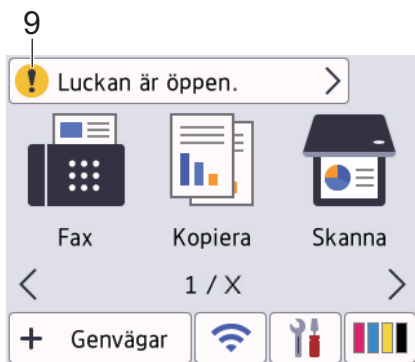 9
Luckan är öppen.
Fax Kopiera Skanna
1 / X
+ Genvägar